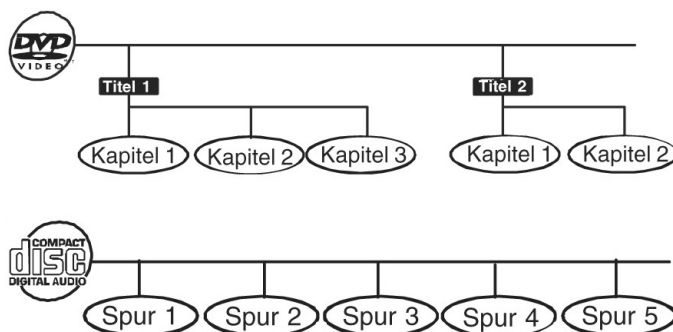 DVD
VIDEO
Titel 1
Titel 2
Kapitel 1
Kapitel 2
Kapitel 3
Kapitel 1
Kapitel 2
COMPACT
disc
DIGITAL AUDIO
Spur 1
Spur 2
Spur 3
Spur 4
Spur 5